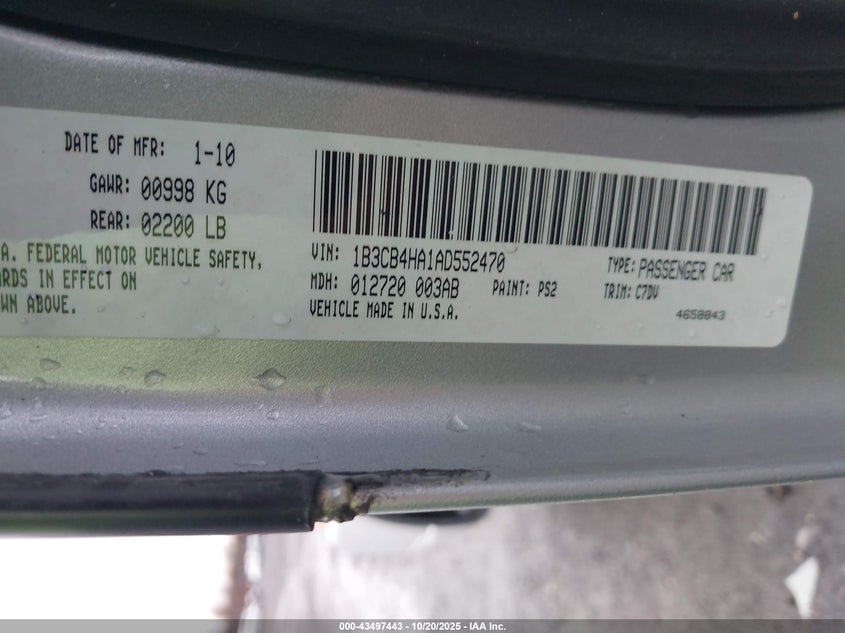 DATE OF MFR: 1-10
GAWR: 00998 KG
REAR: 02200 LB
A. FEDERAL MOTOR VEHICLE SAFETY,
ARDS IN EFFECT ON
WN ABOVE.
VIN: 1B3CB4HA1AD552470
TYPE: PASSENGER CAR
MDH: 012720 003AB
PAINT: PS2
TRIM: C7DV
VEHICLE MADE IN U.S.A.
4658843
000-43497443 - 10/20/2025 - IAA Inc.